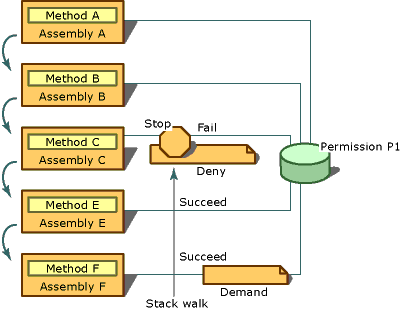 Method A
Assembly A
Method B
Assembly B
Stop
Fail
Method C
Assembly C
Deny
Permission P1
Method E
Assembly E
Succeed
Succeed
Method F
Assembly F
Demand
Stack walk